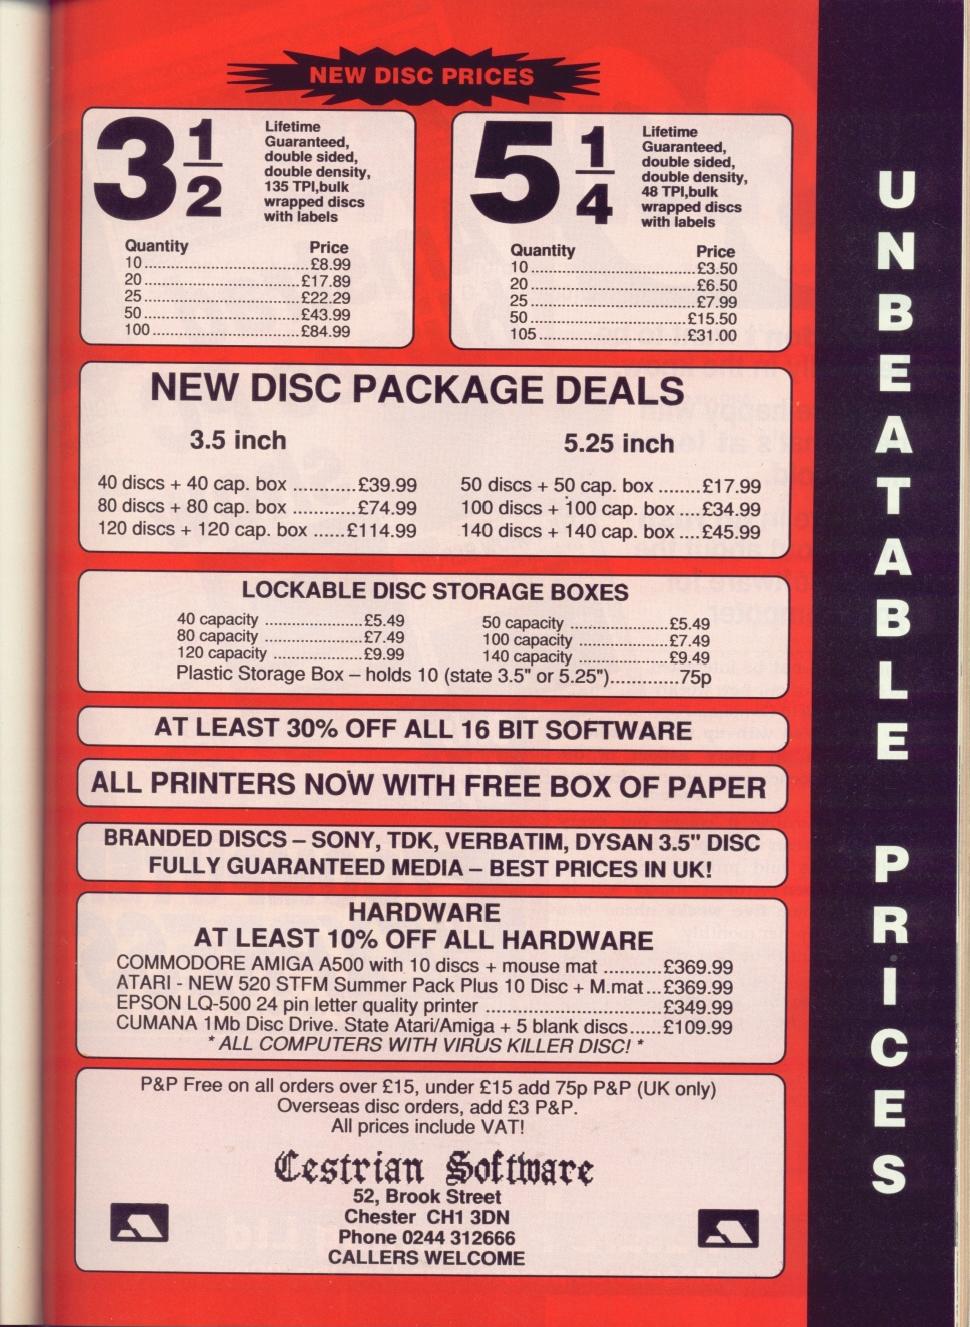 NEW DISC PRICES
3 1/2
Lifetime
Guaranteed,
double sided,
double density,
135 TPI,bulk
wrapped discs
with labels
Quantity Price
10 ........ £8.99
20 ........ £17.89
25 ........ £22.29
50 ........ £43.99
100 ........ £84.99
5 1/4
Lifetime
Guaranteed,
double sided,
double density,
48 TPI,bulk
wrapped discs
with labels
Quantity Price
10 ........ £3.50
20 ........ £6.50
25 ........ £7.99
50 ........ £15.50
105 ........ £31.00
NEW DISC PACKAGE DEALS
3.5 inch
40 discs + 40 cap. box ........... £39.99
80 discs + 80 cap. box ........... £74.99
120 discs + 120 cap. box ...... £114.99
5.25 inch
50 discs + 50 cap. box ........ £17.99
100 discs + 100 cap. box .... £34.99
140 discs + 140 cap. box .... £45.99
LOCKABLE DISC STORAGE BOXES
40 capacity ........ £5.49
80 capacity ........ £7.49
120 capacity ........ £9.99
50 capacity ........ £5.49
100 capacity ........ £7.49
140 capacity ........ £9.49
Plastic Storage Box – holds 10 (state 3.5" or 5.25")............75p
AT LEAST 30% OFF ALL 16 BIT SOFTWARE
ALL PRINTERS NOW WITH FREE BOX OF PAPER
BRANDED DISCS – SONY, TDK, VERBATIM, DYSAN 3.5" DISC
FULLY GUARANTEED MEDIA – BEST PRICES IN UK!
HARDWARE
AT LEAST 10% OFF ALL HARDWARE
COMMODORE AMIGA A500 with 10 discs + mouse mat ..........£369.99
ATARI - NEW 520 STFM Summer Pack Plus 10 Disc + M.mat...£369.99
EPSON LQ-500 24 pin letter quality printer ........ £349.99
CUMANA 1Mb Disc Drive. State Atari/Amiga + 5 blank discs......£109.99
* ALL COMPUTERS WITH VIRUS KILLER DISC! *
P&P Free on all orders over £15, under £15 add 75p P&P (UK only)
Overseas disc orders, add £3 P&P.
All prices include VAT!
Cestrian Software
52, Brook Street
Chester CH1 3DN
Phone 0244 312666
CALLERS WELCOME
UNBEATABLE PRICES